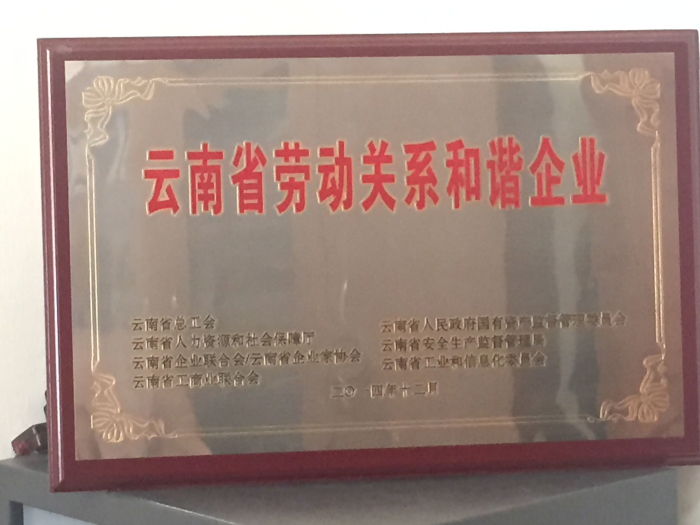 云南省劳动关系和谐企业
云南省总工会
云南省人力资源和社会保障厅
云南省企业联合会/云南省企业家协会
云南省工商业联合会
云南省人民政府国有资产监督管理委员会
云南省安全生产监督管理局
云南省工业和信息化委员会
二〇一四年十二月